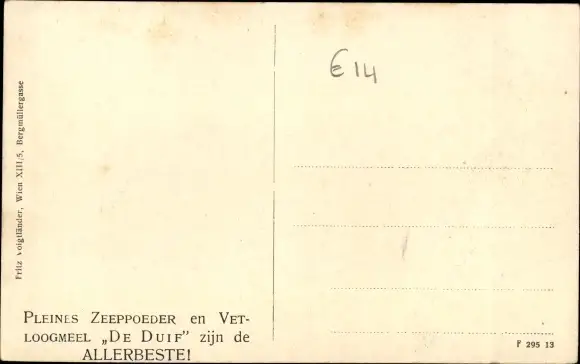 €14
Fritz Voigtländer, Wien XIII/5, Bergmüllergasse
PLEINES ZEEPPOEDER en VET-
LOOGMEEL „DE DUIF” zijn de
ALLERBESTE!
F 295 13